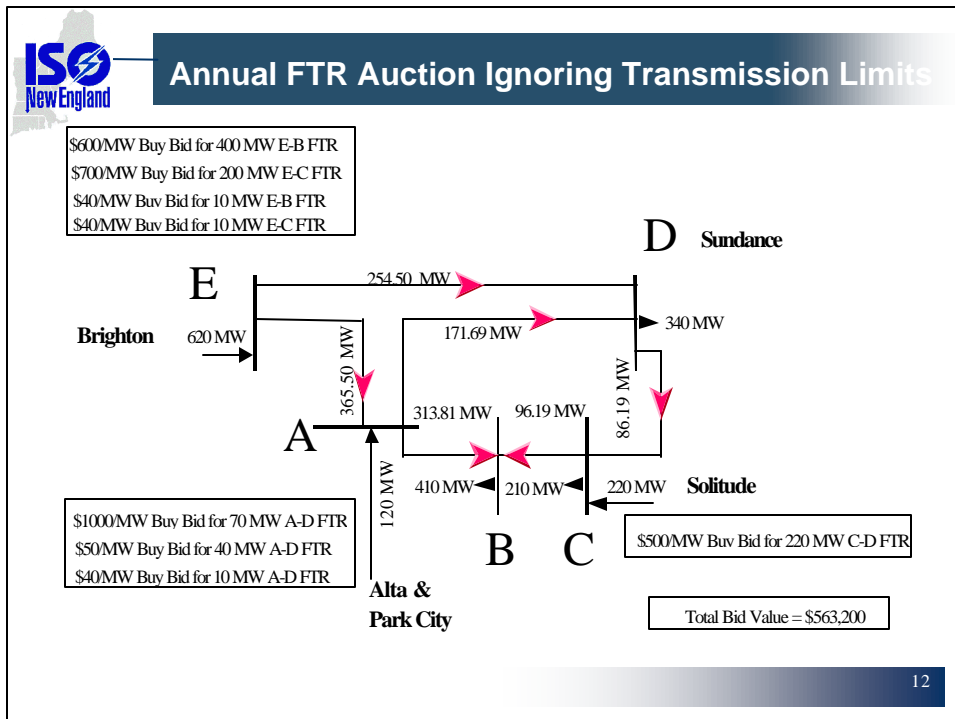 ISO
New England
Annual FTR Auction Ignoring Transmission Limits
$600/MW Buy Bid for 400 MW E-B FTR
$700/MW Buy Bid for 200 MW E-C FTR
$40/MW Buy Bid for 10 MW E-B FTR
$40/MW Buy Bid for 10 MW E-C FTR
D Sundance
E
254.50 MW
Brighton 620 MW
171.69 MW
340 MW
365.50 MW
86.19 MW
A
313.81 MW
96.19 MW
120 MW
410 MW
210 MW
220 MW Solitude
$1000/MW Buy Bid for 70 MW A-D FTR
$50/MW Buy Bid for 40 MW A-D FTR
$40/MW Buy Bid for 10 MW A-D FTR
B
C
$500/MW Buy Bid for 220 MW C-D FTR
Alta &
Park City
Total Bid Value = $563,200
12